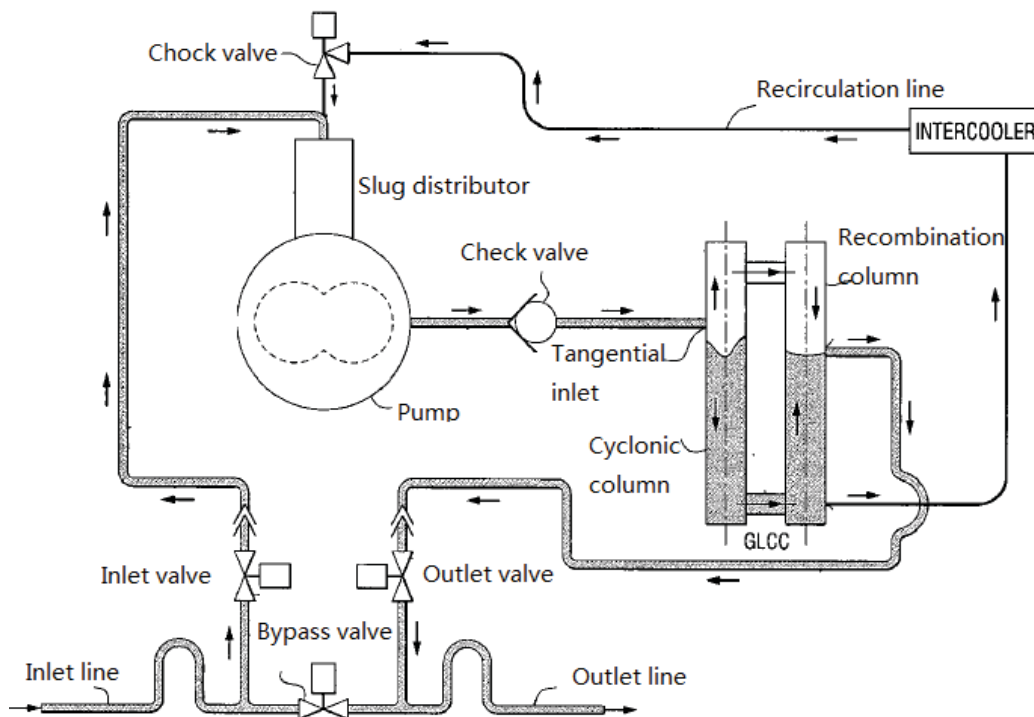 Chock valve
Recirculation line
INTERCOOLER
Slug distributor
Check valve
Recombination
column
Tangential
inlet
Pump
Cyclonic
column
GLCC
Inlet valve
Outlet valve
Bypass valve
Inlet line
Outlet line